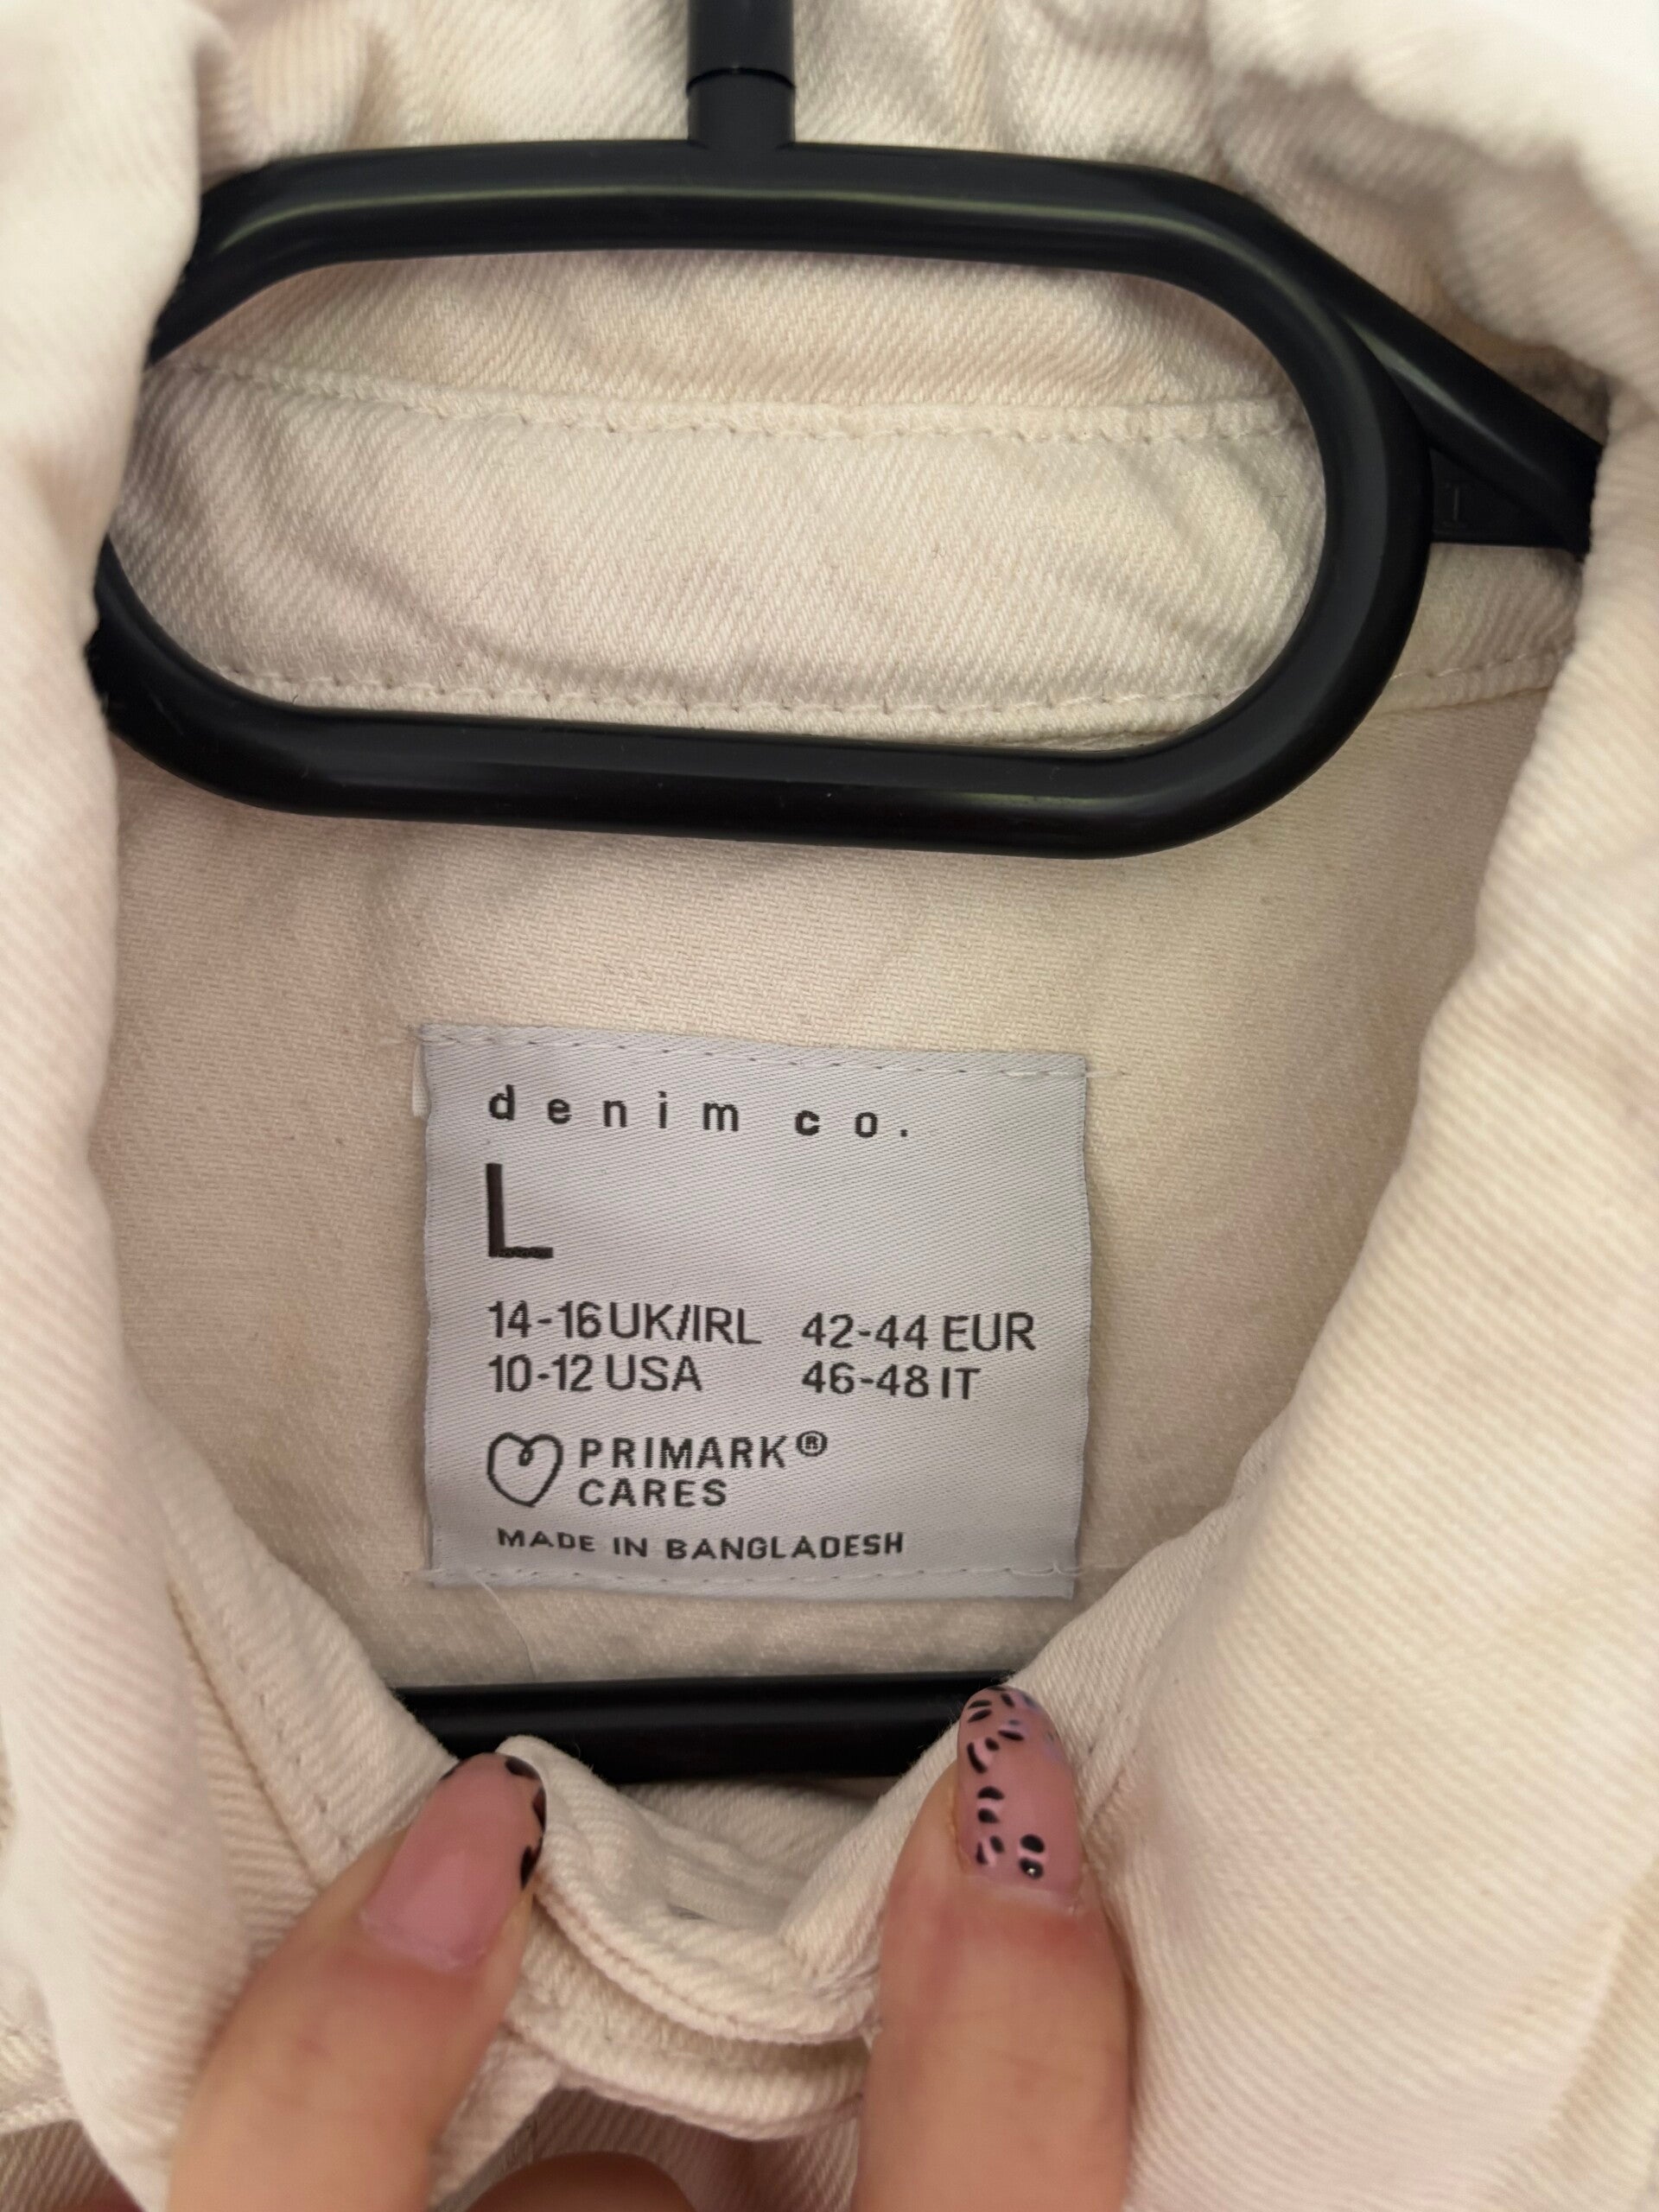 denim co.
L
14-16 UK/IRL 42-44 EUR
10-12 USA 46-48 IT
PRIMARK®
CARES
MADE IN BANGLADESH